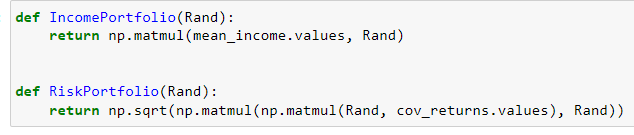 def IncomePortfolio(Rand):
    return np.matmul(mean_income.values, Rand)
def RiskPortfolio(Rand):
    return np.sqrt(np.matmul(np.matmul(Rand, cov_returns.values), Rand))